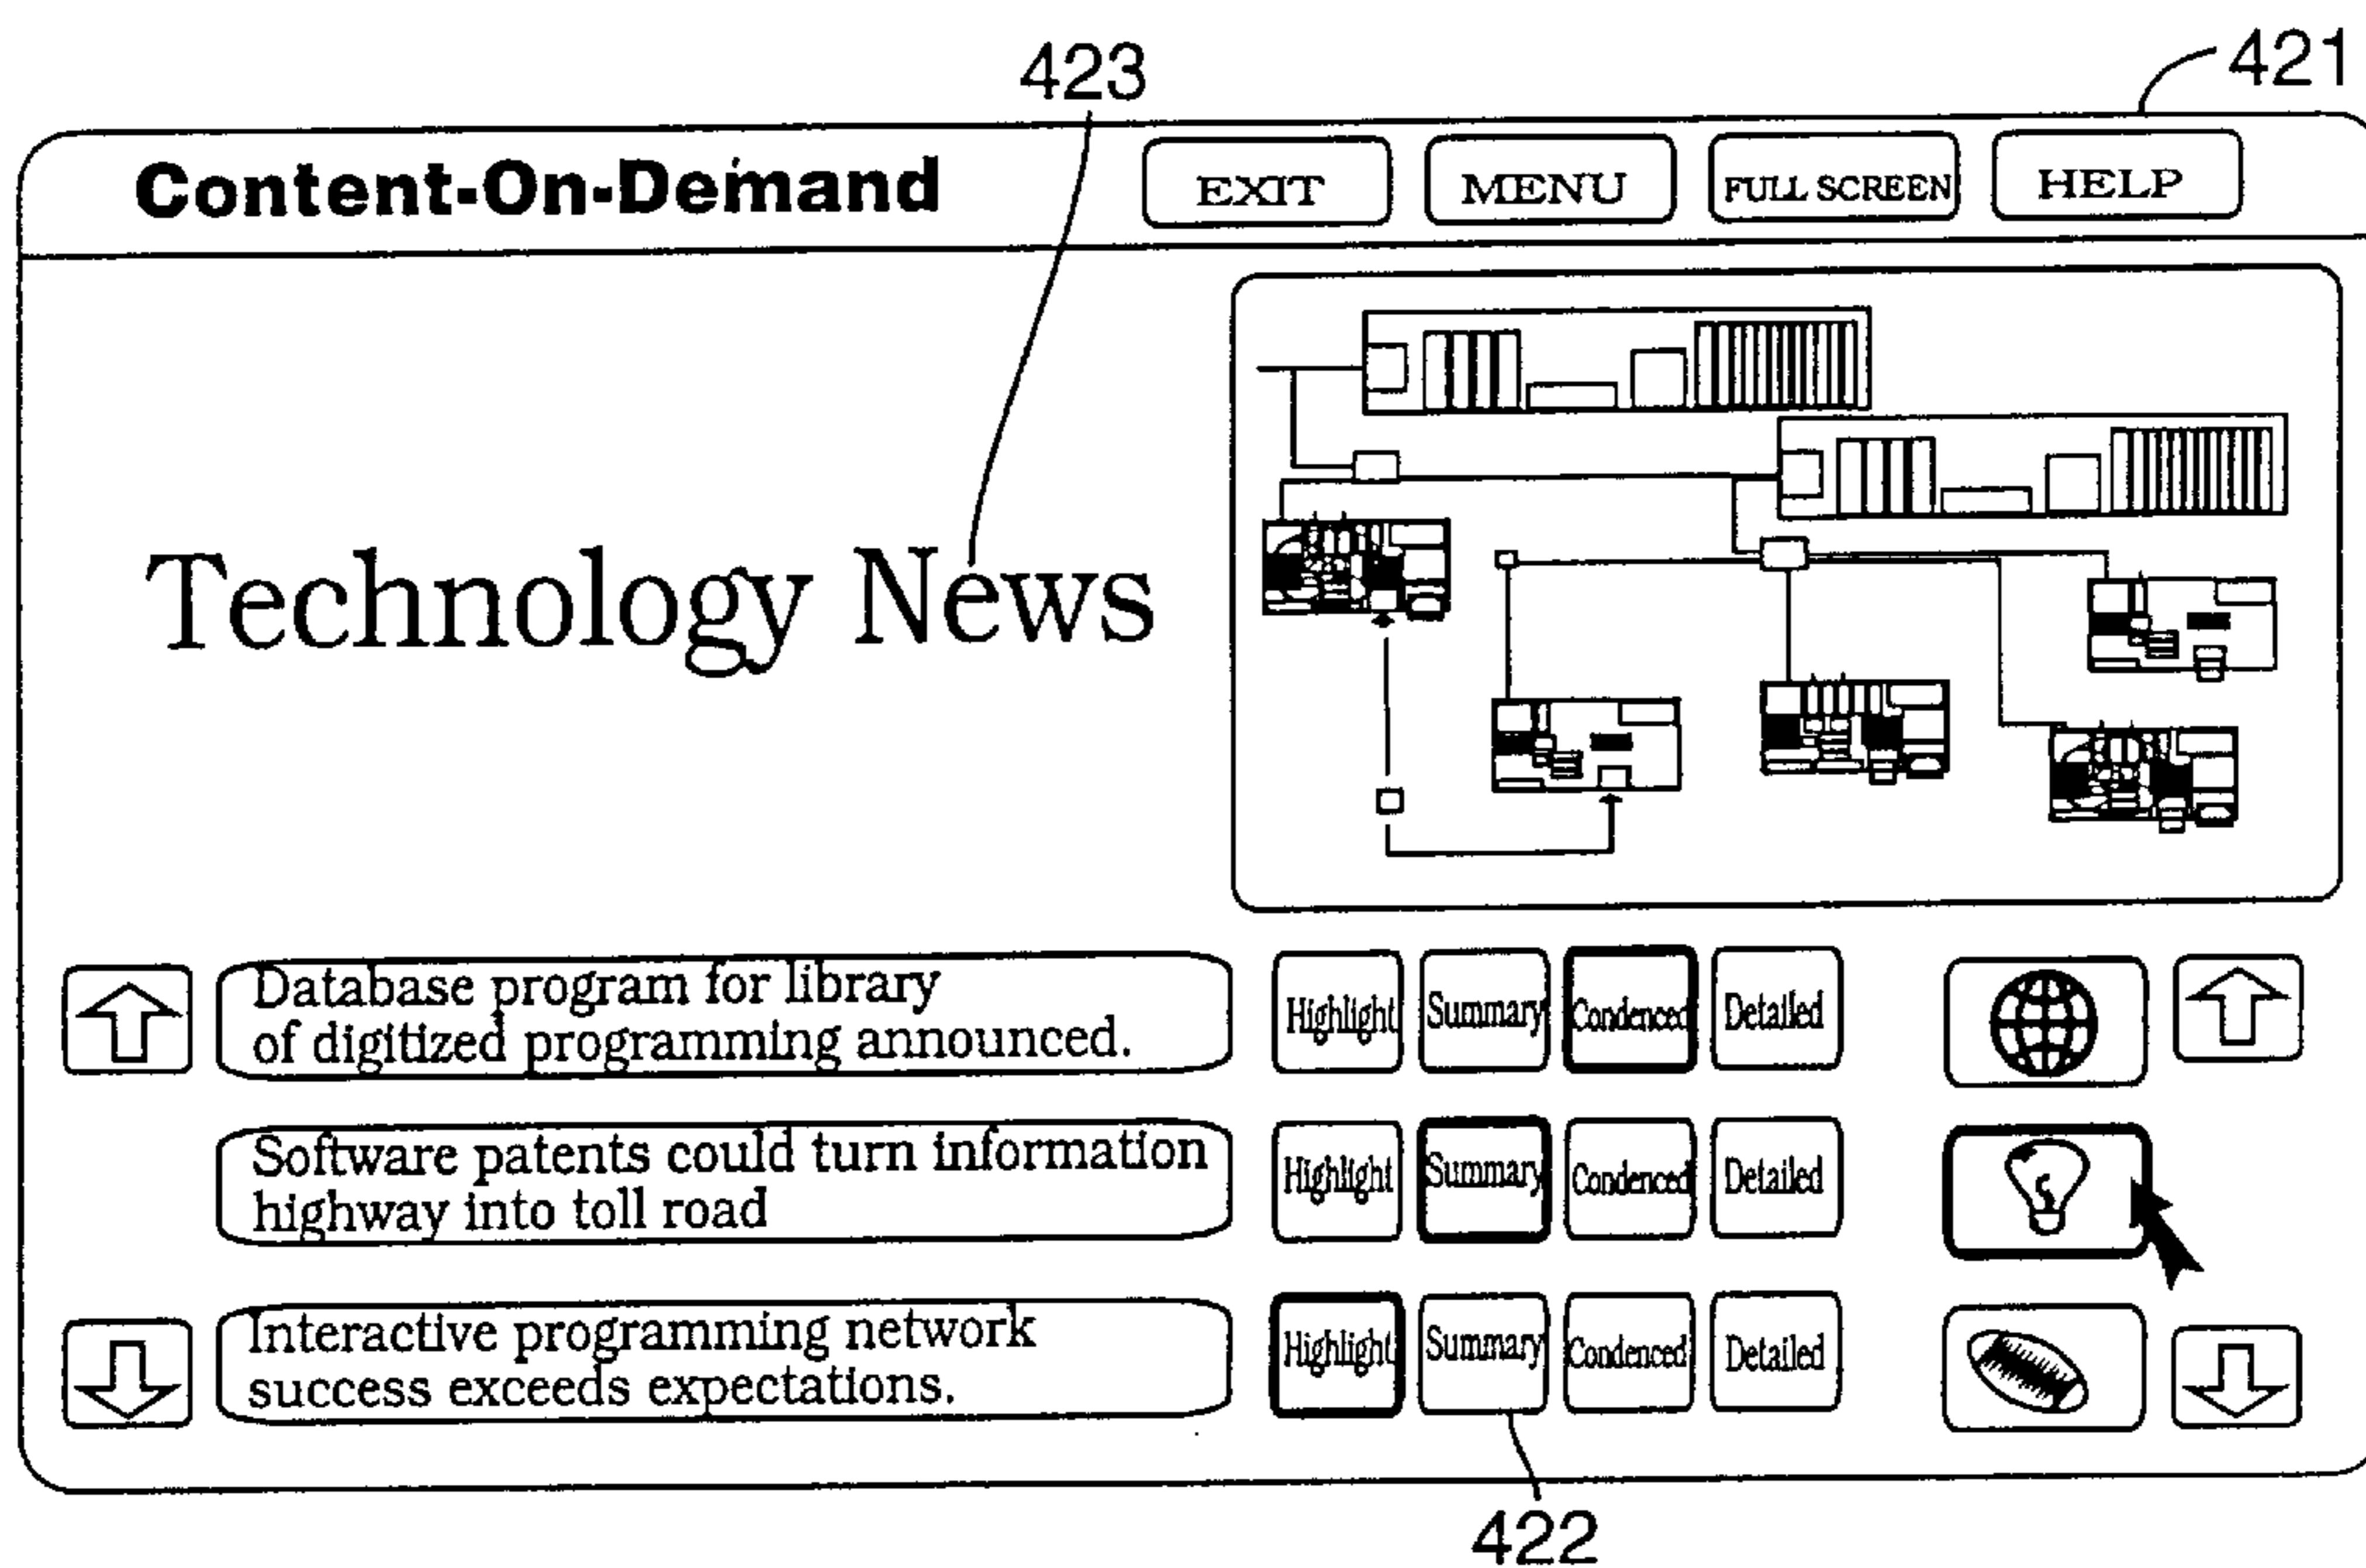 423
421
Content-On-Demand
EXIT
MENU
FULL SCREEN
HELP
Technology News
Database program for library
of digitized programming announced.
Highlight
Summary
Condenced
Detailed
Software patents could turn information
highway into toll road
Highlight
Summary
Condenced
Detailed
Interactive programming network
success exceeds expectations.
Highlight
Summary
Condenced
Detailed
422